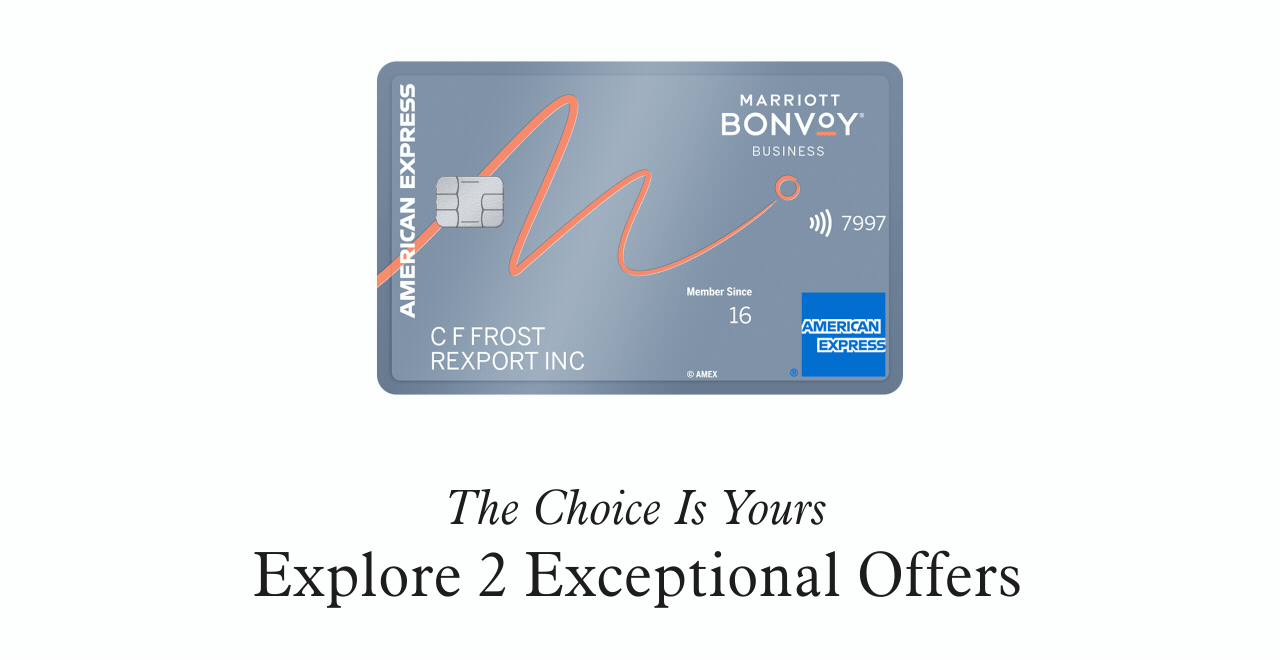 AMERICAN EXPRESS
MARRIOTT
BONVOY®
BUSINESS
7997
Member Since
16
C F FROST
REXPORT INC
© AMEX
®
AMERICAN
EXPRESS
The Choice Is Yours
Explore 2 Exceptional Offers